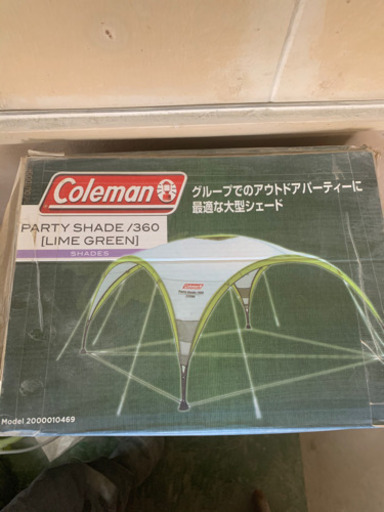 Coleman
グループでのアウトドアパーティーに
最適な大型シェード
PARTY SHADE /360
[LIME GREEN]
SHADES
Coleman
Model 2000010469